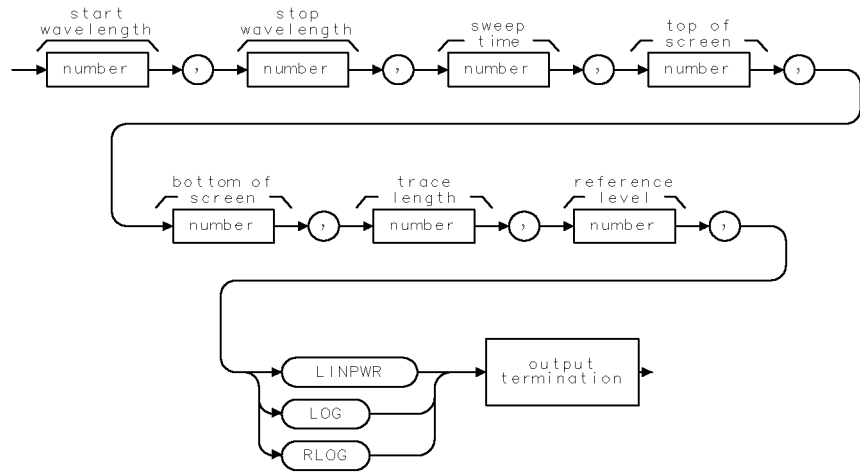 start wavelength
stop wavelength
sweep time
top of screen
number , number , number , number ,
bottom of screen
trace length
reference level
number , number , number ,
LINPWR
LOG
RLOG
output termination